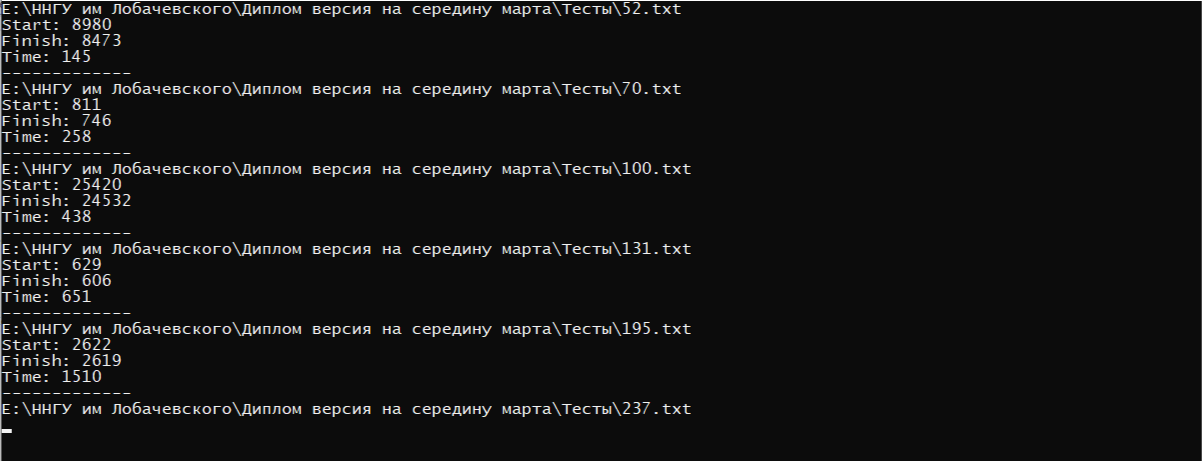 E:\ННГУ им Лобачевского\Диплом версия на середину марта\Тесты\52.txt
Start: 8980
Finish: 8473
Time: 145
-------------
E:\ННГУ им Лобачевского\Диплом версия на середину марта\Тесты\70.txt
Start: 811
Finish: 746
Time: 258
-------------
E:\ННГУ им Лобачевского\Диплом версия на середину марта\Тесты\100.txt
Start: 25420
Finish: 24532
Time: 438
-------------
E:\ННГУ им Лобачевского\Диплом версия на середину марта\Тесты\131.txt
Start: 629
Finish: 606
Time: 651
-------------
E:\ННГУ им Лобачевского\Диплом версия на середину марта\Тесты\195.txt
Start: 2622
Finish: 2619
Time: 1510
-------------
E:\ННГУ им Лобачевского\Диплом версия на середину марта\Тесты\237.txt